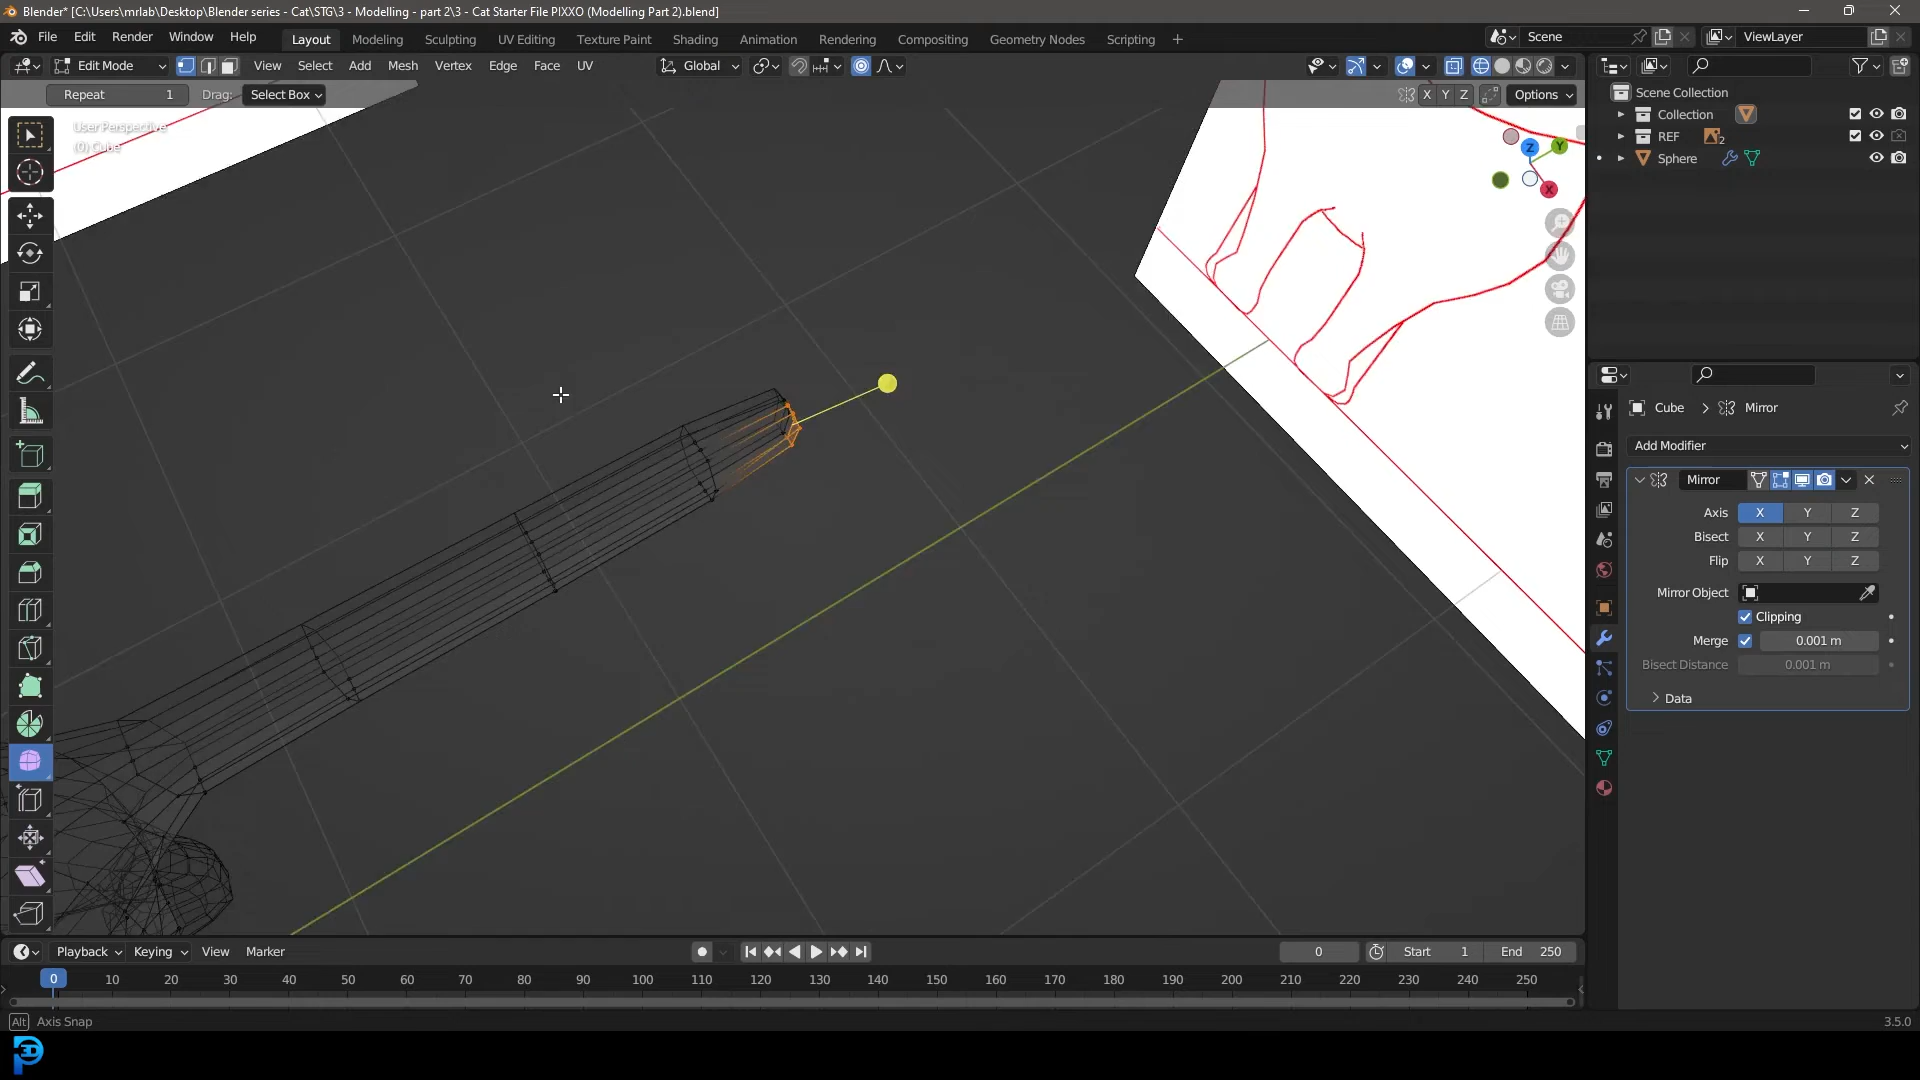 Blender* [C:\Users\mrlab\Desktop\Blender series - Cat\STG\3 - Modelling - part 2\3 - Cat Starter File PIXXO (Modelling Part 2).blend]
File Edit Render Window Help Layout Modeling Sculpting UV Editing Texture Paint Shading Animation Rendering Compositing Geometry Nodes Scripting + Scene ViewLayer
Edit Mode View Select Add Mesh Vertex Edge Face UV Global
Repeat 1 Drag: Select Box X Y Z Options
User Perspective
(0) Cube
Z Y X
Scene Collection
Collection
REF 2
Sphere
Cube > Mirror
Add Modifier
Mirror
Axis X Y Z
Bisect X Y Z
Flip X Y Z
Mirror Object
Clipping
Merge 0.001 m
Bisect Distance 0.001 m
Data
Playback Keying View Marker 0 Start 1 End 250
0 10 20 30 40 50 60 70 80 90 100 110 120 130 140 150 160 170 180 190 200 210 220 230 240 250
Alt Axis Snap 3.5.0